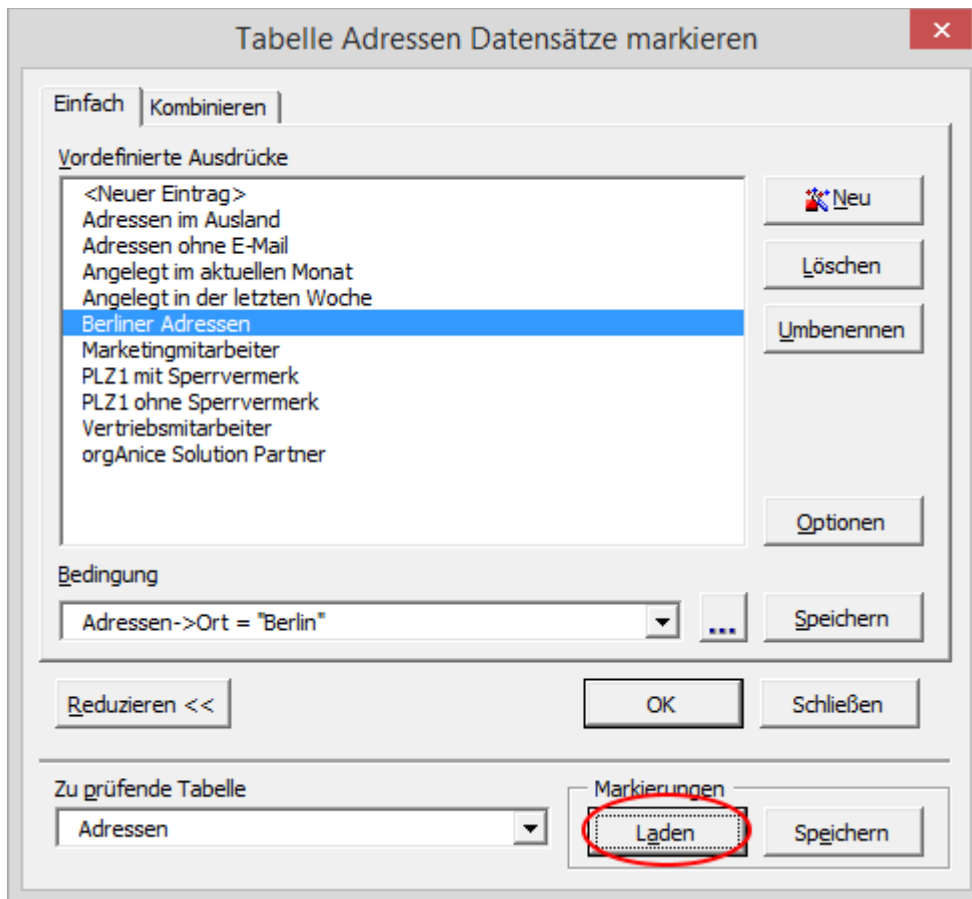 Tabelle Adressen Datensätze markieren
Einfach
Kombinieren
Vordefinierte Ausdrücke
<Neuer Eintrag>
Adressen im Ausland
Adressen ohne E-Mail
Angelegt im aktuellen Monat
Angelegt in der letzten Woche
Berliner Adressen
Marketingmitarbeiter
PLZ1 mit Sperrvermerk
PLZ1 ohne Sperrvermerk
Vertriebsmitarbeiter
orgAnice Solution Partner
Neu
Löschen
Umbenennen
Optionen
Bedingung
Adressen->Ort = "Berlin"
...
Speichern
Reduzieren <<
OK
Schließen
Zu prüfende Tabelle
Adressen
Markierungen
Laden
Speichern